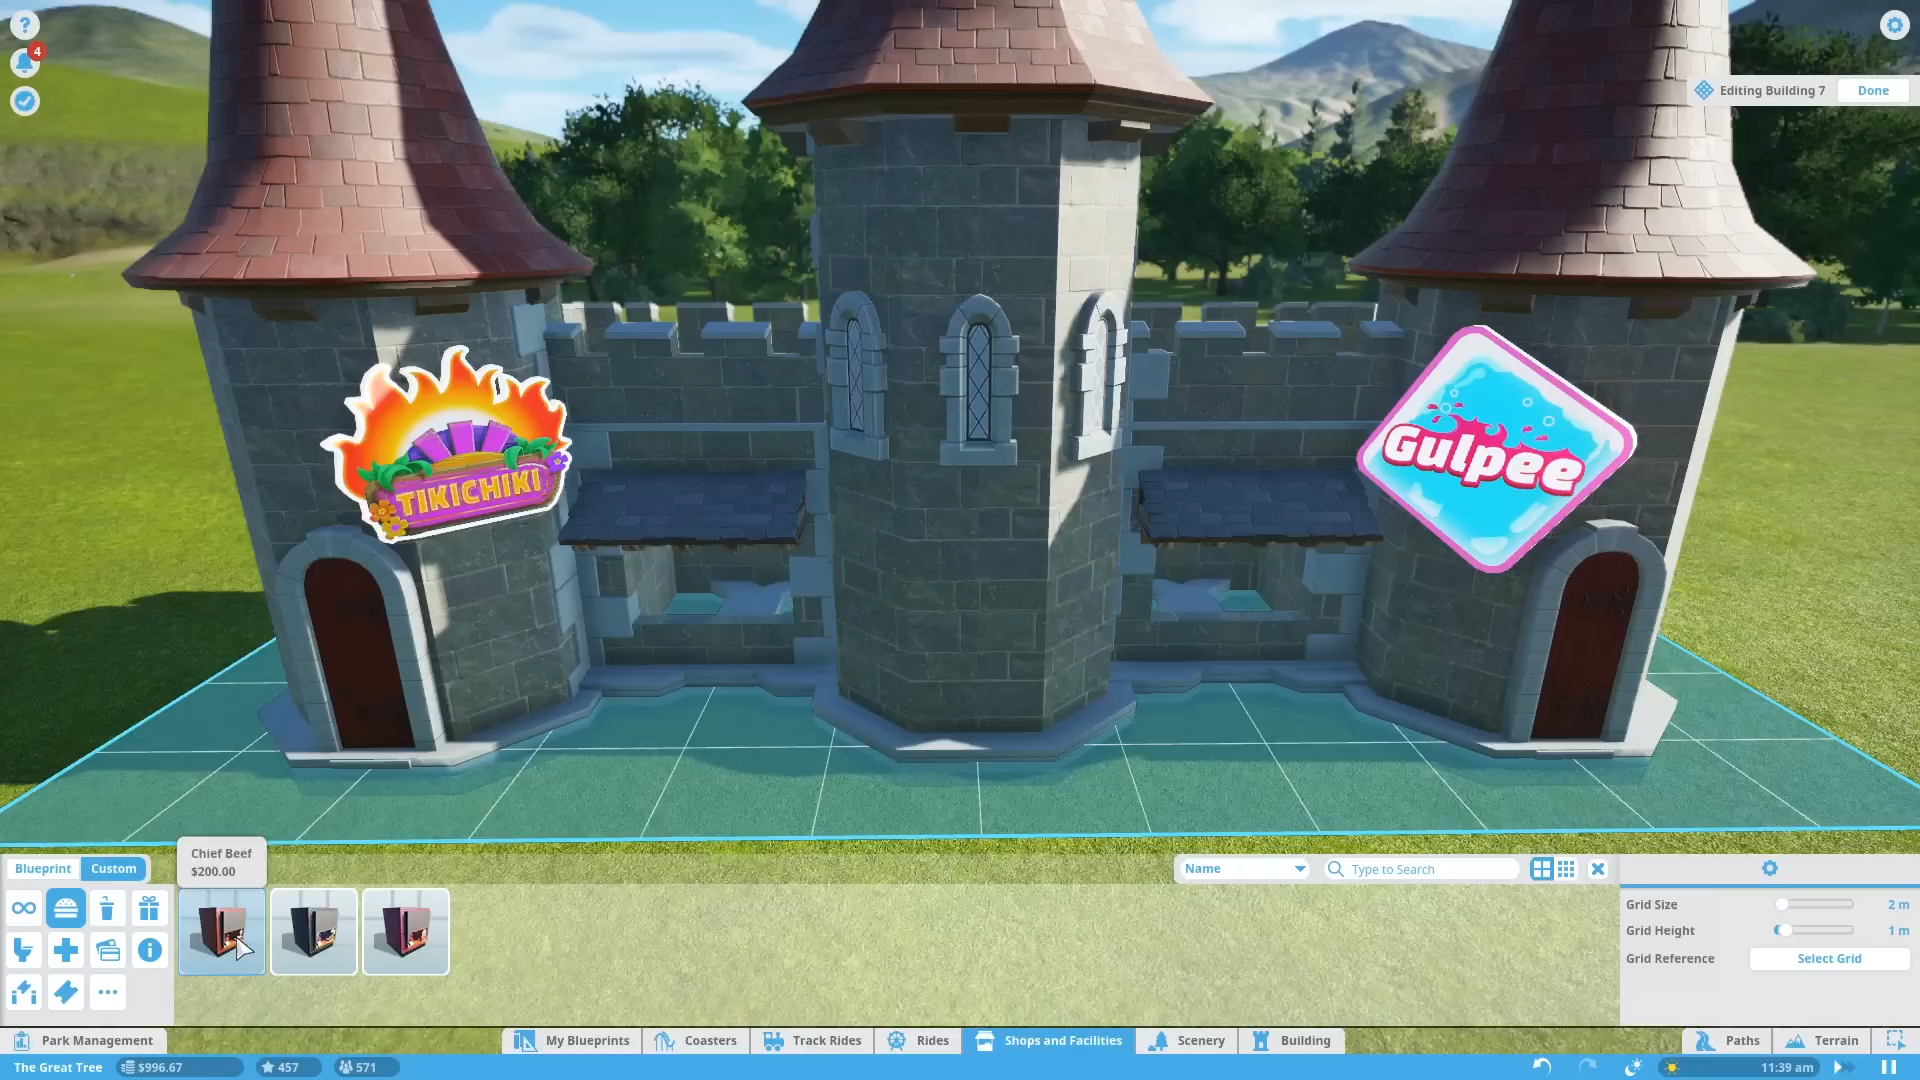 ?
4
Editing Building 7
Done
TIKICHIKI
Gulpee
Chief Beef
$200.00
Blueprint
Custom
Name
Type to Search
Grid Size
2 m
Grid Height
1 m
Grid Reference
Select Grid
Park Management
My Blueprints
Coasters
Track Rides
Rides
Shops and Facilities
Scenery
Building
Paths
Terrain
The Great Tree
$996.67
457
571
11:39 am